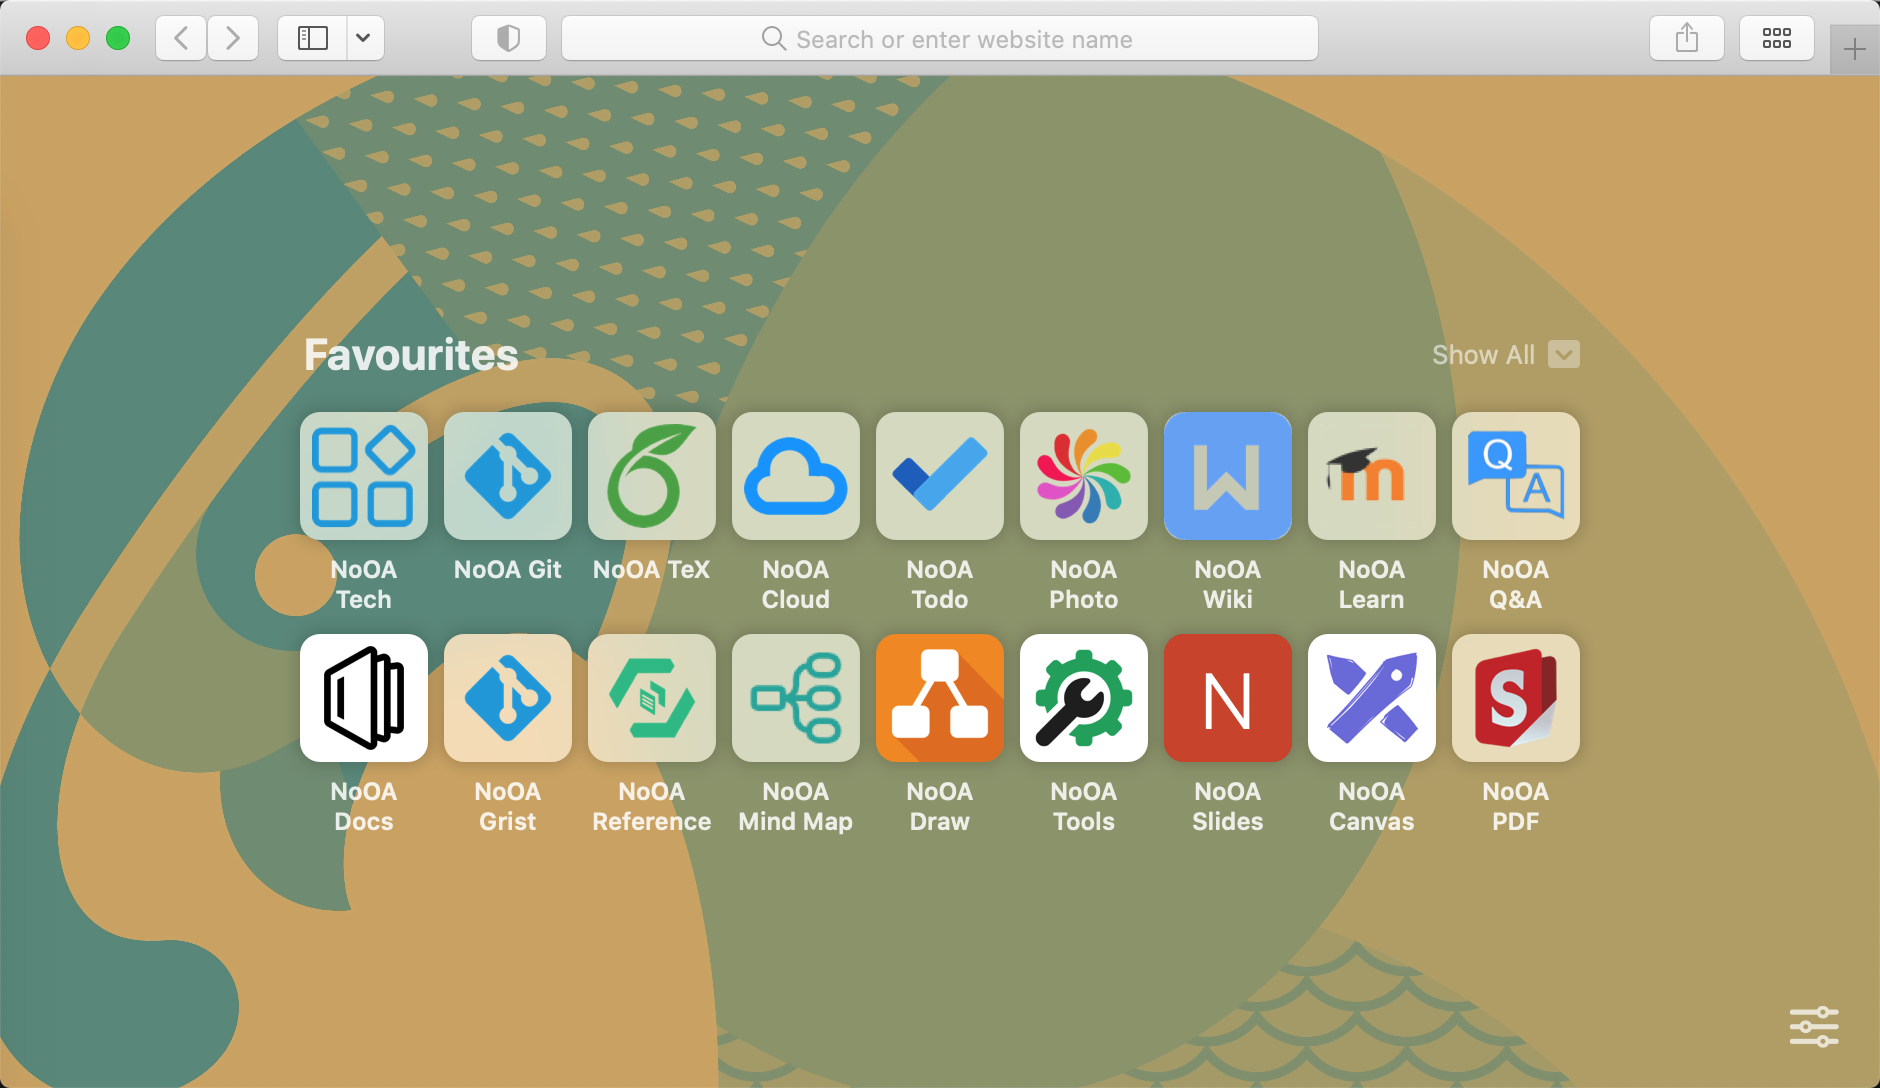 Search or enter website name
Favourites
Show All
Q
A
NoOA
Tech
NoOA Git
NoOA TeX
NoOA
Cloud
NoOA
Todo
NoOA
Photo
W
NoOA
Wiki
m
NoOA
Learn
NoOA
Q&A
NoOA
Docs
NoOA
Grist
NoOA
Reference
NoOA
Mind Map
NoOA
Draw
NoOA
Tools
N
NoOA
Slides
NoOA
Canvas
S
NoOA
PDF